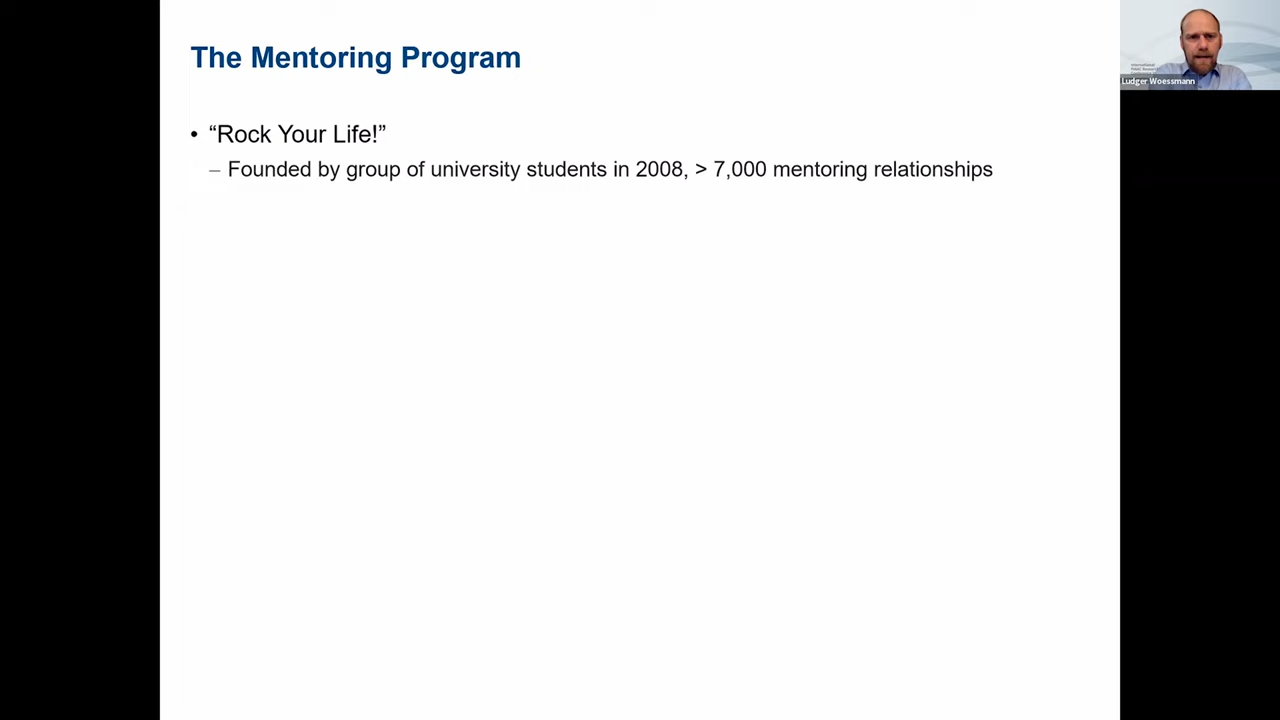 The Mentoring Program
• “Rock Your Life!”
– Founded by group of university students in 2008, > 7,000 mentoring relationships
Ludger Woessmann